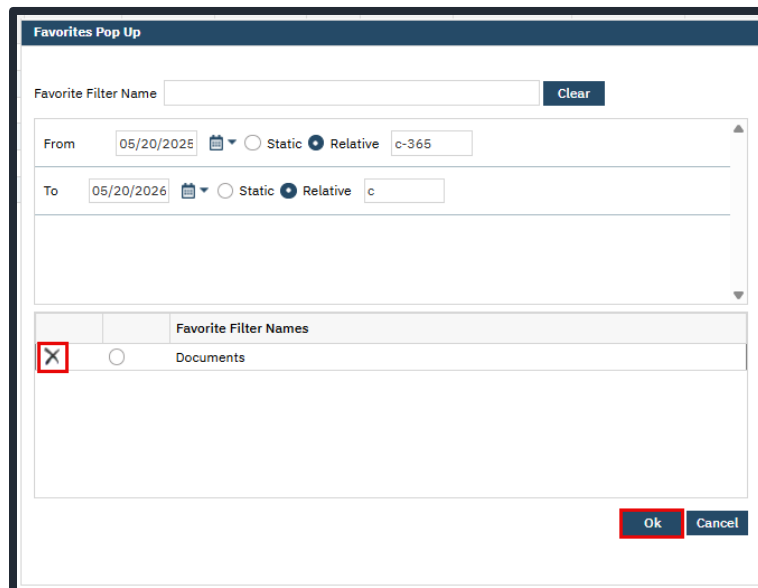 Favorites Pop Up
Favorite Filter Name Clear
From 05/20/2025 Static Relative c-365
To 05/20/2026 Static Relative c
Favorite Filter Names
Documents
Ok Cancel